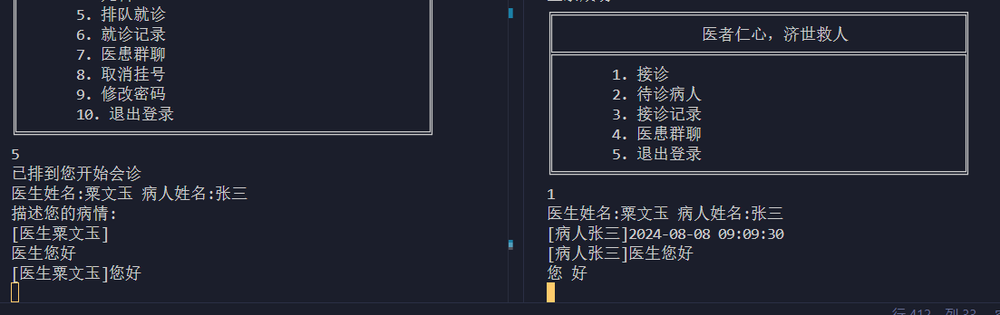 5. 排队就诊
6. 就诊记录
7. 医患群聊
8. 取消挂号
9. 修改密码
10. 退出登录
5
已排到您开始会诊
医生姓名:粟文玉 病人姓名:张三
描述您的病情:
[医生粟文玉]
医生您好
[医生粟文玉]您好
医者仁心，济世救人
1. 接诊
2. 待诊病人
3. 接诊记录
4. 医患群聊
5. 退出登录
1
医生姓名:粟文玉 病人姓名:张三
[病人张三]2024-08-08 09:09:30
[病人张三]医生您好
您 好